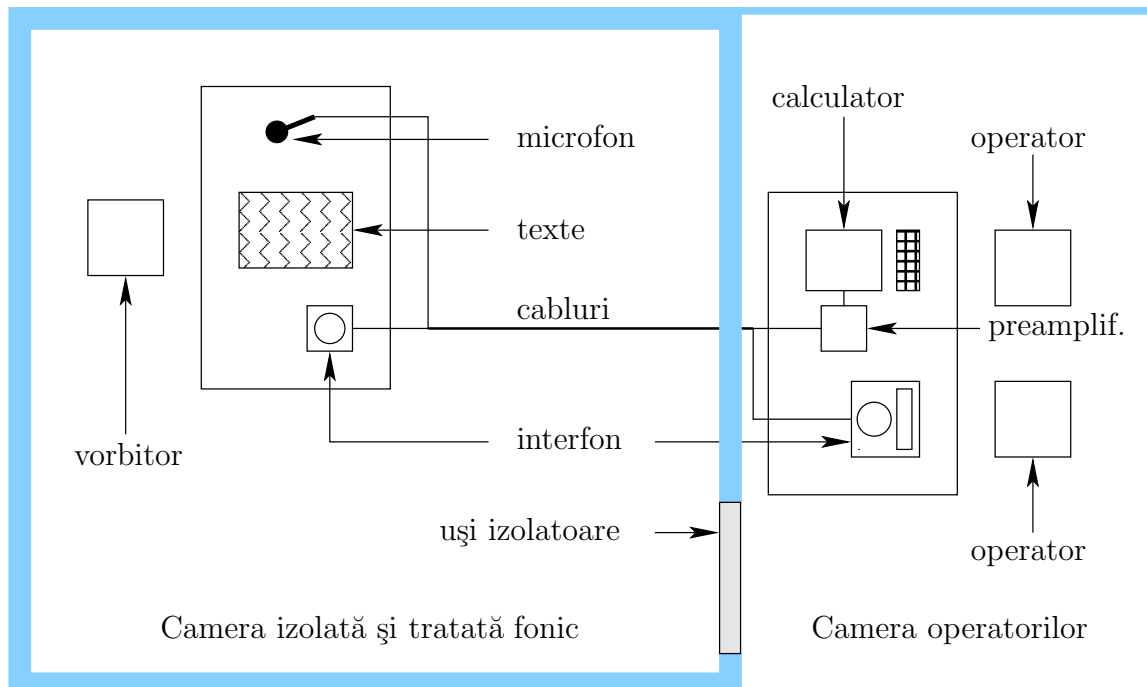 calculator
microfon
operator
texte
cabluri
preamplif.
vorbitor
interfon
uşi izolatoare
operator
Camera izolată şi tratată fonic
Camera operatorilor